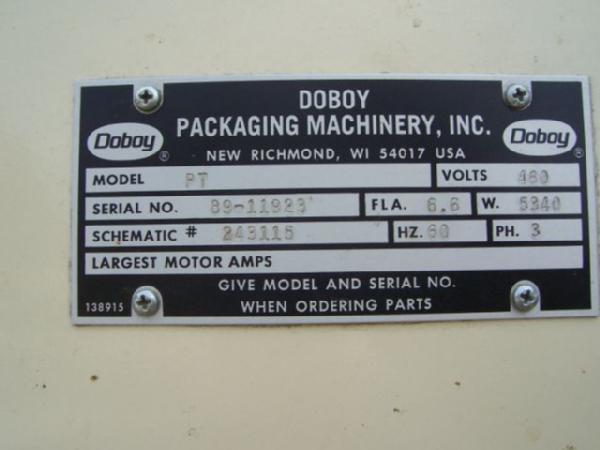 DOBOY
PACKAGING MACHINERY, INC.
Doboy ®
Doboy ®
NEW RICHMOND, WI 54017 USA
MODEL PT VOLTS 460
SERIAL NO. 89-11923 FLA. 6.6 W. 5340
SCHEMATIC # 243115 HZ. 60 PH. 3
LARGEST MOTOR AMPS
GIVE MODEL AND SERIAL NO.
138915 WHEN ORDERING PARTS